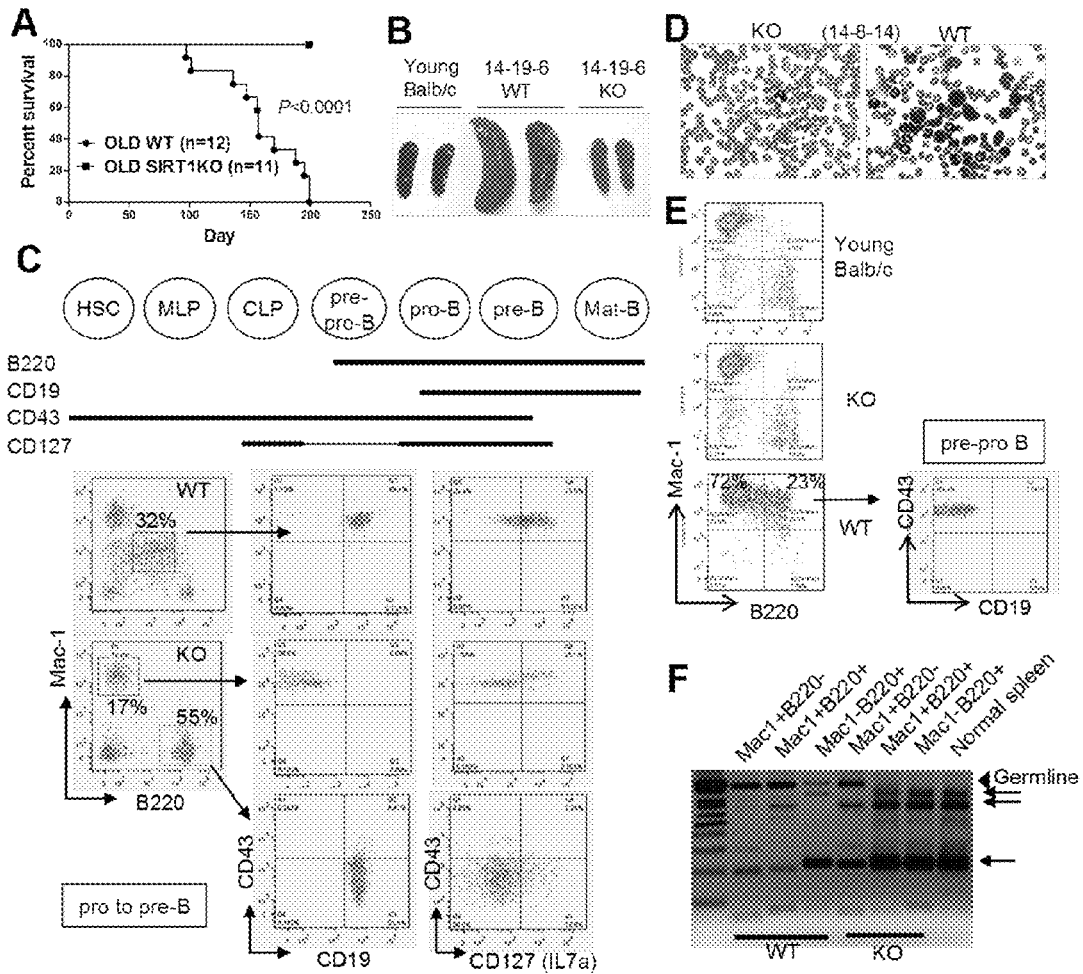 A
Percent survival
100
80
60
40
20
0
P<0.0001
OLD WT (n=12)
OLD SIRT1KO (n=11)
0 50 100 150 200 250
Day
B
Young Balb/c
14-19-6 WT
14-19-6 KO
D
KO (14-8-14) WT
C
HSC
MLP
CLP
pre-pro-B
pro-B
pre-B
Mat-B
B220
CD19
CD43
CD127
WT
32%
KO
17%
55%
Mac-1
B220
pro to pre-B
CD43
CD19
CD43
CD127 (IL7a)
E
Young
Balb/c
KO
72% 23%
WT
Mac-1
B220
pre-pro B
CD43
CD19
F
Mac1+B220-
Mac1+B220+
Mac1-B220+
Mac1+B220-
Mac1+B220+
Mac1-B220+
Normal spleen
Germline
WT
KO